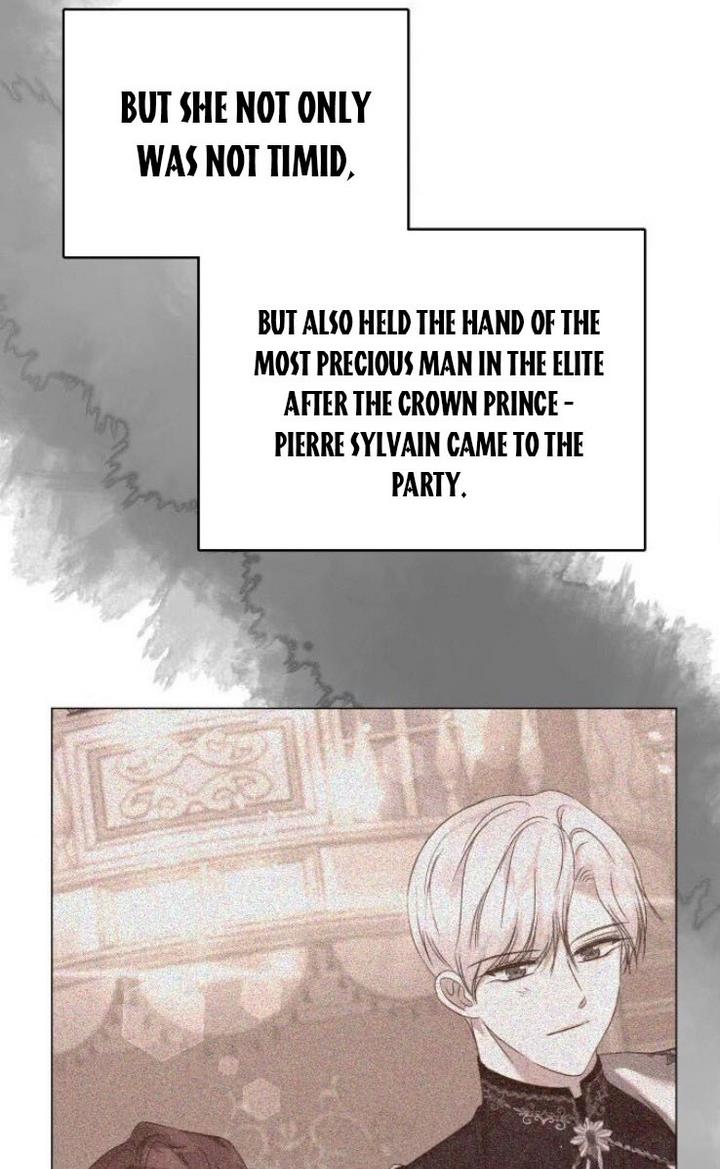 BUT SHE NOT ONLY
WAS NOT TIMID,
BUT ALSO HELD THE HAND OF THE
MOST PRECIOUS MAN IN THE ELITE
AFTER THE CROWN PRINCE -
PIERRE SYLVAIN CAME TO THE
PARTY.